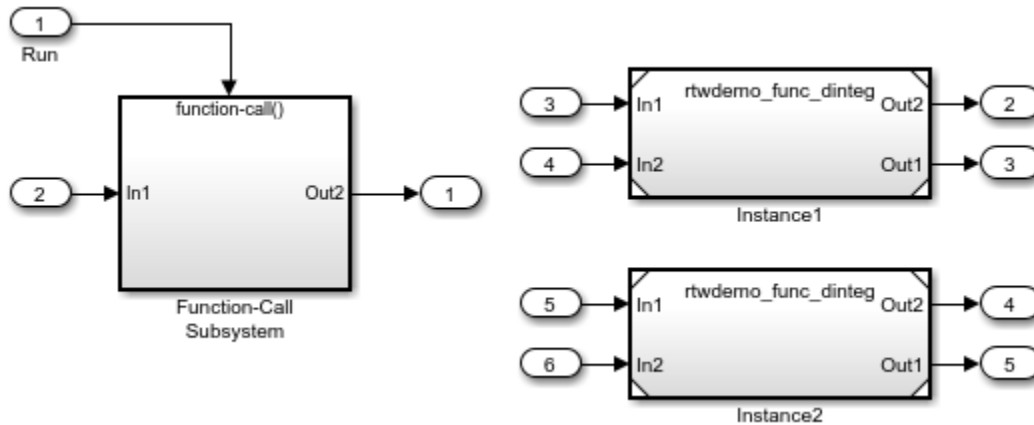 1
Run
function-call()
2
In1
Out2
1
Function-Call
Subsystem
rtwdemo_func_dinteg
3
In1
Out2
2
4
In2
Out1
3
Instance1
rtwdemo_func_dinteg
5
In1
Out2
4
6
In2
Out1
5
Instance2